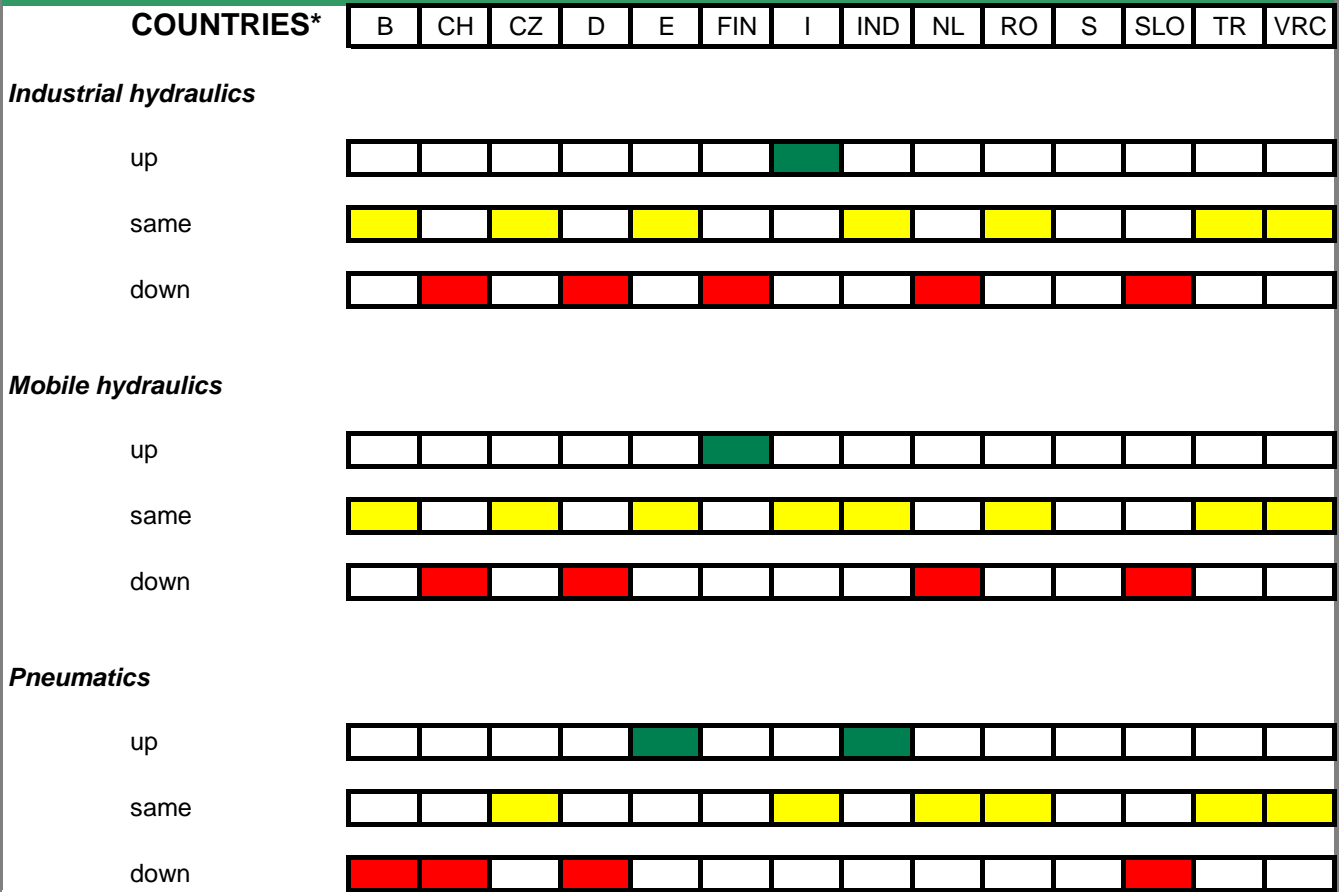 COUNTRIES* B CH CZ D E FIN I IND NL RO S SLO TR VRC
Industrial hydraulics
up
same
down
Mobile hydraulics
up
same
down
Pneumatics
up
same
down